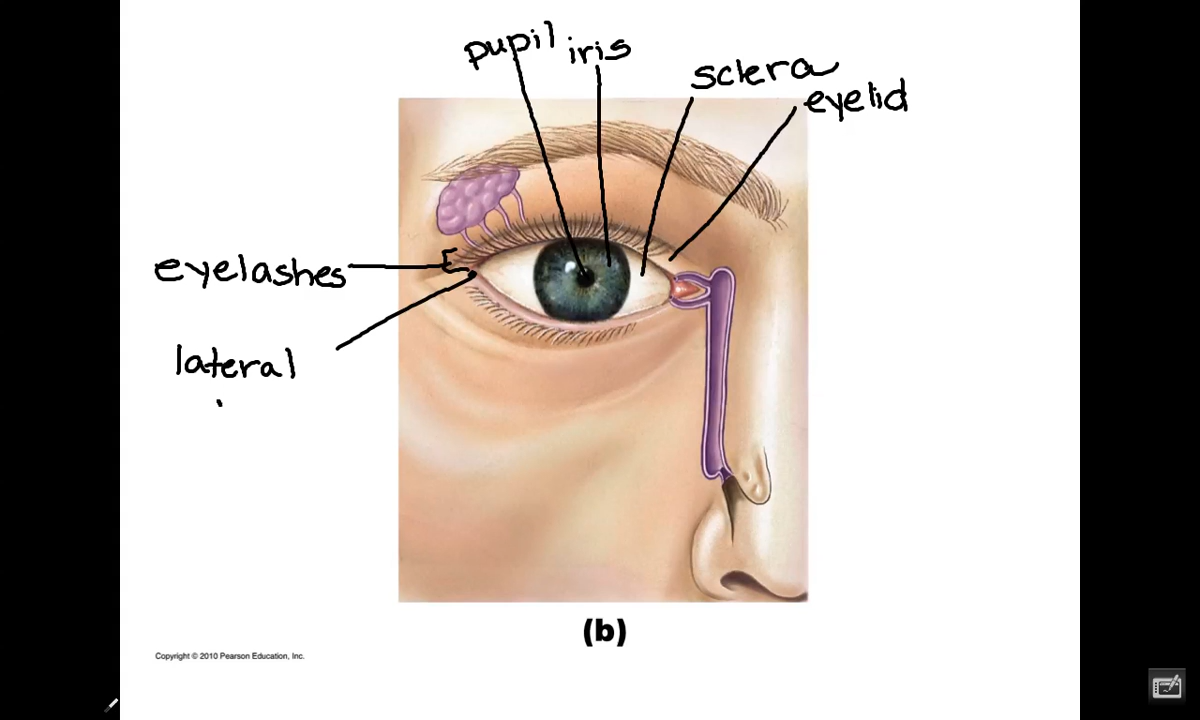 pupil iris
sclera
eyelid
eyelashes
lateral
(b)
Copyright © 2010 Pearson Education, Inc.